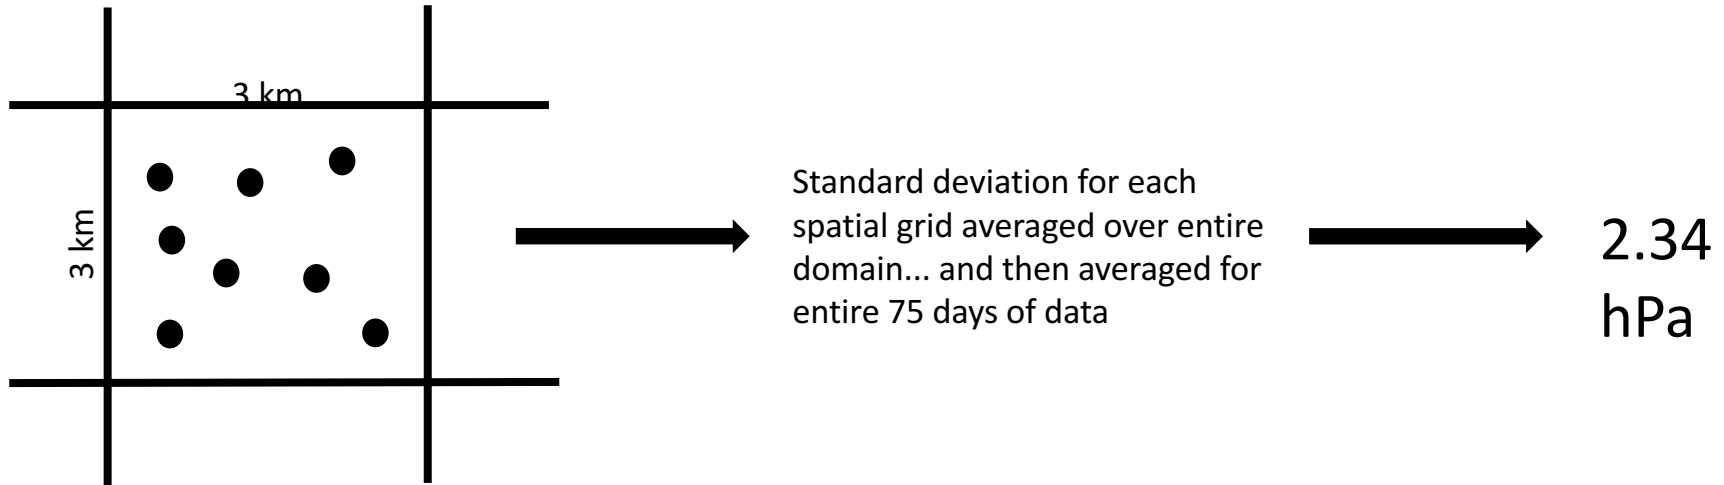 3 km
3 km
Standard deviation for each
spatial grid averaged over entire
domain... and then averaged for
entire 75 days of data
2.34
hPa